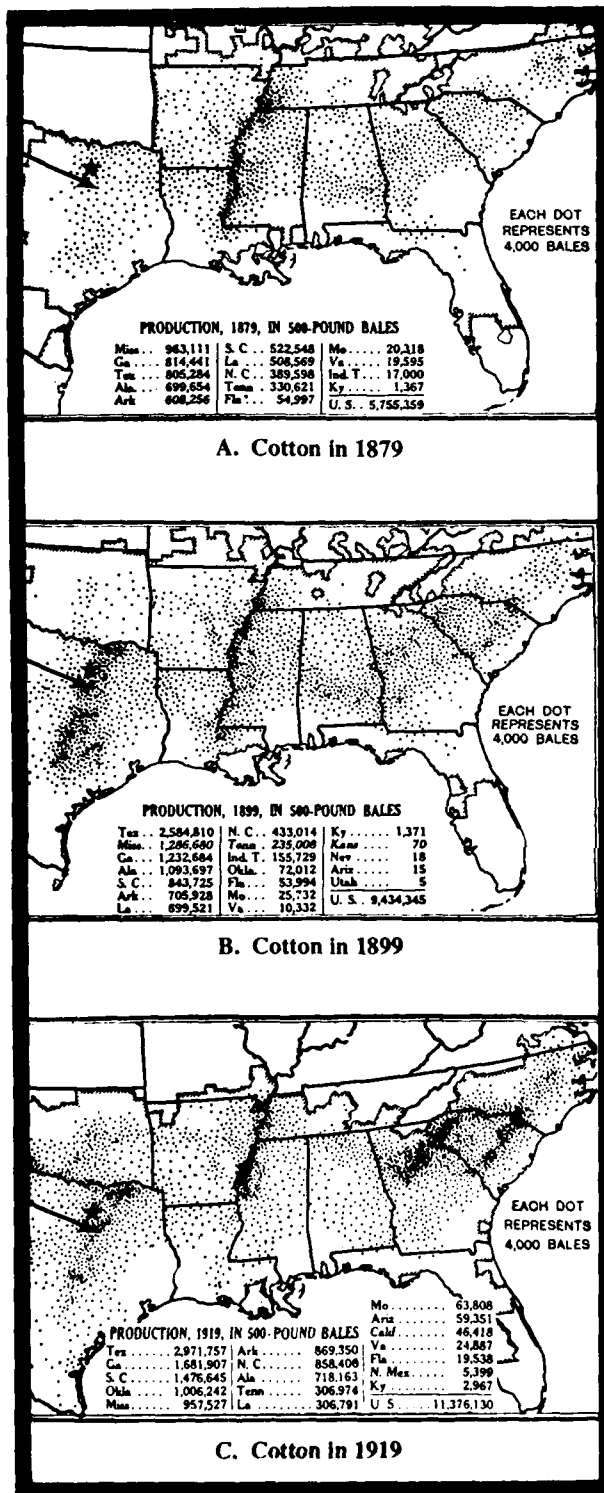 EACH DOT
REPRESENTS
4,000 BALES
PRODUCTION, 1879, IN 500-POUND BALES
Miss.. 963,111 S. C.. 522,548 Mo... 20,318
Ga... 814,441 La... 508,569 Va... 19,595
Tex.. 805,284 N. C.. 389,598 Ind. T. 17,000
Ala.. 699,654 Tenn. 330,621 Ky... 1,367
Ark.. 608,256 Fla.. 54,997 U. S.. 5,755,359
A. Cotton in 1879
EACH DOT
REPRESENTS
4,000 BALES
PRODUCTION, 1899, IN 500-POUND BALES
Tex.. 2,584,810 N. C.. 433,014 Ky...... 1,371
Miss. 1,286,680 Tenn.. 235,008 Kans.... 70
Ga... 1,232,684 Ind. T. 155,729 Nev..... 18
Ala.. 1,093,697 Okla.. 72,012 Ariz.... 15
S. C... 843,725 Fla... 53,994 Utah.... 5
Ark... 705,928 Mo... 25,732 U. S.. 9,434,345
La.... 699,521 Va... 10,332
B. Cotton in 1899
EACH DOT
REPRESENTS
4,000 BALES
Mo........ 63,808
Ariz....... 59,351
Calif...... 46,418
Va........ 24,887
Fla........ 19,538
N. Mex..... 5,399
Ky........ 2,967
U S.... 11,376,130
PRODUCTION, 1919, IN 500-POUND BALES
Tex..... 2,971,757 Ark..... 869,350
Ga..... 1,681,907 N. C.... 858,406
S. C.... 1,476,645 Ala..... 718,163
Okla.... 1,006,242 Tenn.... 306,974
Miss..... 957,527 La...... 306,791
C. Cotton in 1919